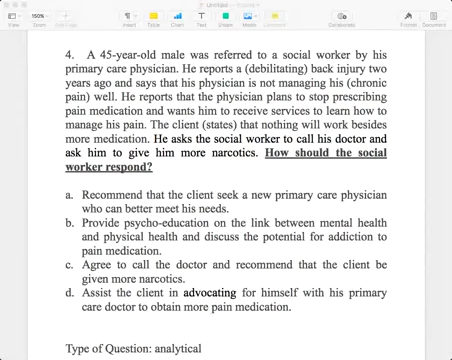 Untitled — Edited
150%
View
Zoom
Insert
Table
Chart
Text
Shape
Media
Comment
Collaborate
Format
Document
4. A 45-year-old male was referred to a social worker by his
primary care physician. He reports a (debilitating) back injury two
years ago and says that his physician is not managing his (chronic
pain) well. He reports that the physician plans to stop prescribing
pain medication and wants him to receive services to learn how to
manage his pain. The client (states) that nothing will work besides
more medication. He asks the social worker to call his doctor and
ask him to give him more narcotics. How should the social
worker respond?
a. Recommend that the client seek a new primary care physician
who can better meet his needs.
b. Provide psycho-education on the link between mental health
and physical health and discuss the potential for addiction to
pain medication.
c. Agree to call the doctor and recommend that the client be
given more narcotics.
d. Assist the client in advocating for himself with his primary
care doctor to obtain more pain medication.
Type of Question: analytical